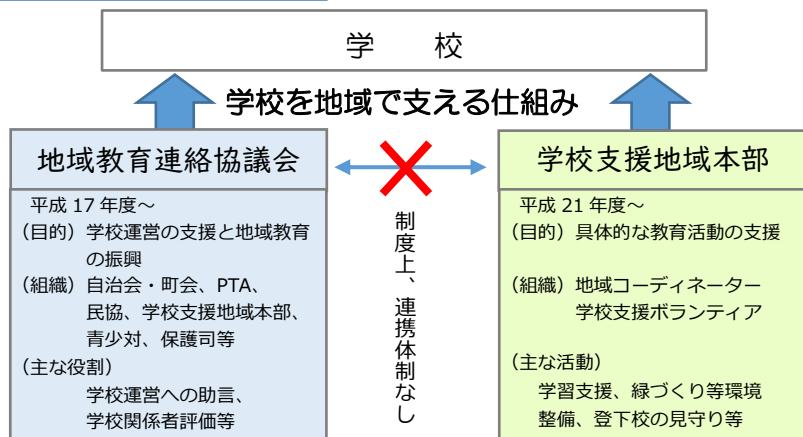 学 校
学校を地域で支える仕組み
地域教育連絡協議会
平成 17 年度～
（目的）学校運営の支援と地域教育
の振興
（組織）自治会・町会、PTA、
民協、学校支援地域本部、
青少対、保護司等
（主な役割）
学校運営への助言、
学校関係者評価等
制度上、連携体制なし
学校支援地域本部
平成 21 年度～
（目的）具体的な教育活動の支援
（組織）地域コーディネーター
学校支援ボランティア
（主な活動）
学習支援、緑づくり等環境
整備、登下校の見守り等